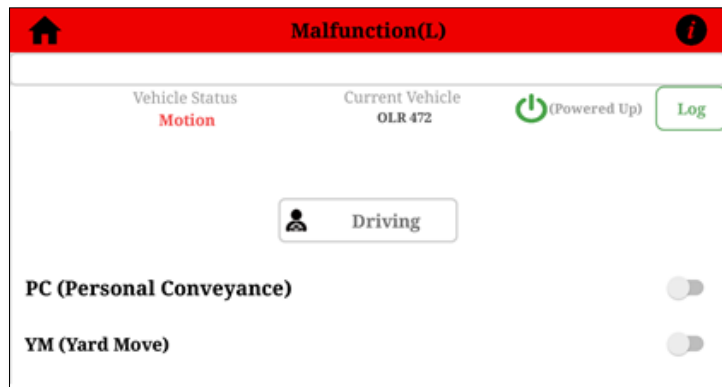 Malfunction(L)
i
Vehicle Status
Motion
Current Vehicle
OLR 472
(Powered Up)
Log
Driving
PC (Personal Conveyance)
YM (Yard Move)